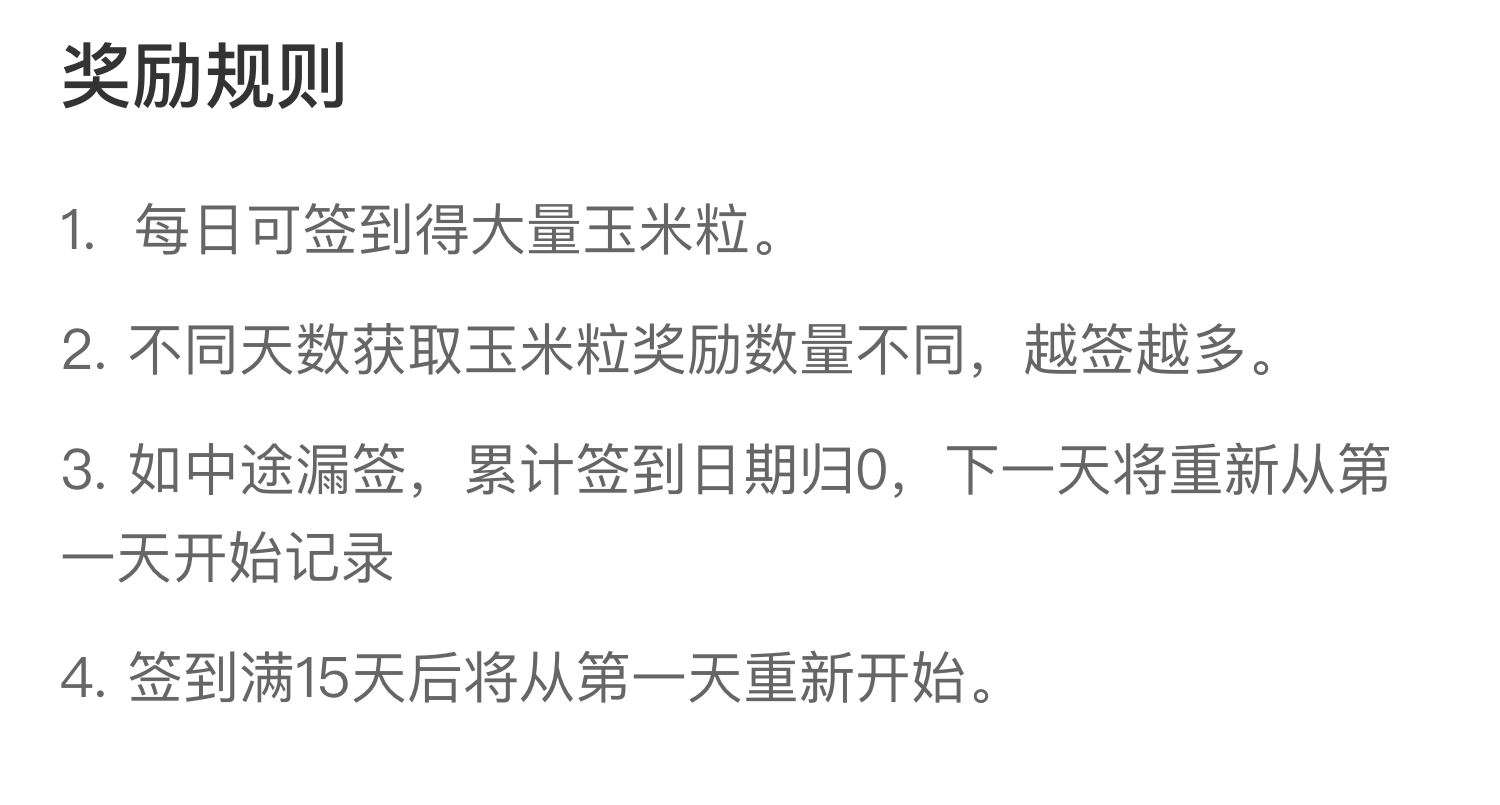 奖励规则
1. 每日可签到得大量玉米粒。
2. 不同天数获取玉米粒奖励数量不同，越签越多。
3. 如中途漏签，累计签到日期归0，下一天将重新从第
一天开始记录
4. 签到满15天后将从第一天重新开始。